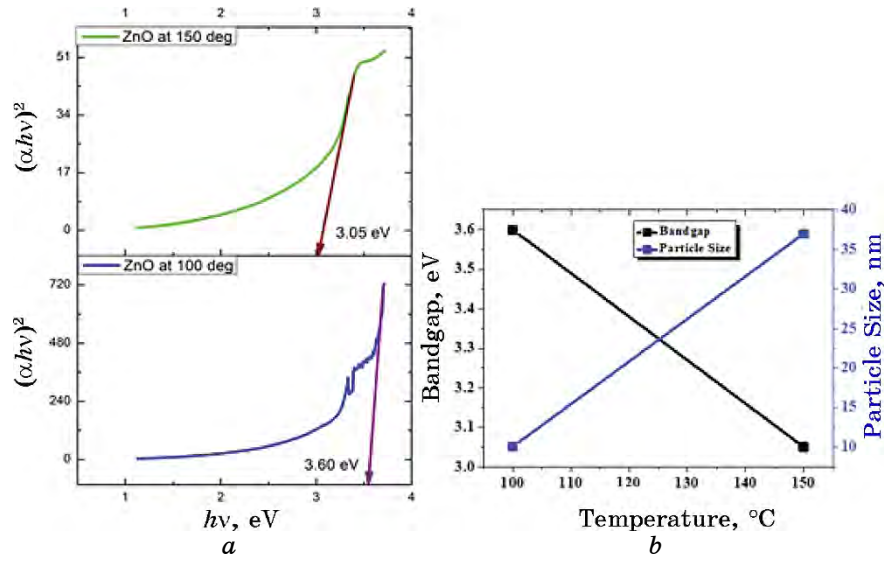 1 2 3 4
ZnO at 150 deg
51
34
17
0
(αhν)²
3.05 eV
ZnO at 100 deg
720
480
240
0
(αhν)²
3.60 eV
1 2 3 4
hν, eV
a
Bandgap
Particle Size
3.6
3.5
3.3
3.2
3.1
3.0
Bandgap, eV
40
35
30
25
20
15
10
Particle Size, nm
100 110 120 130 140 150
Temperature, °C
b